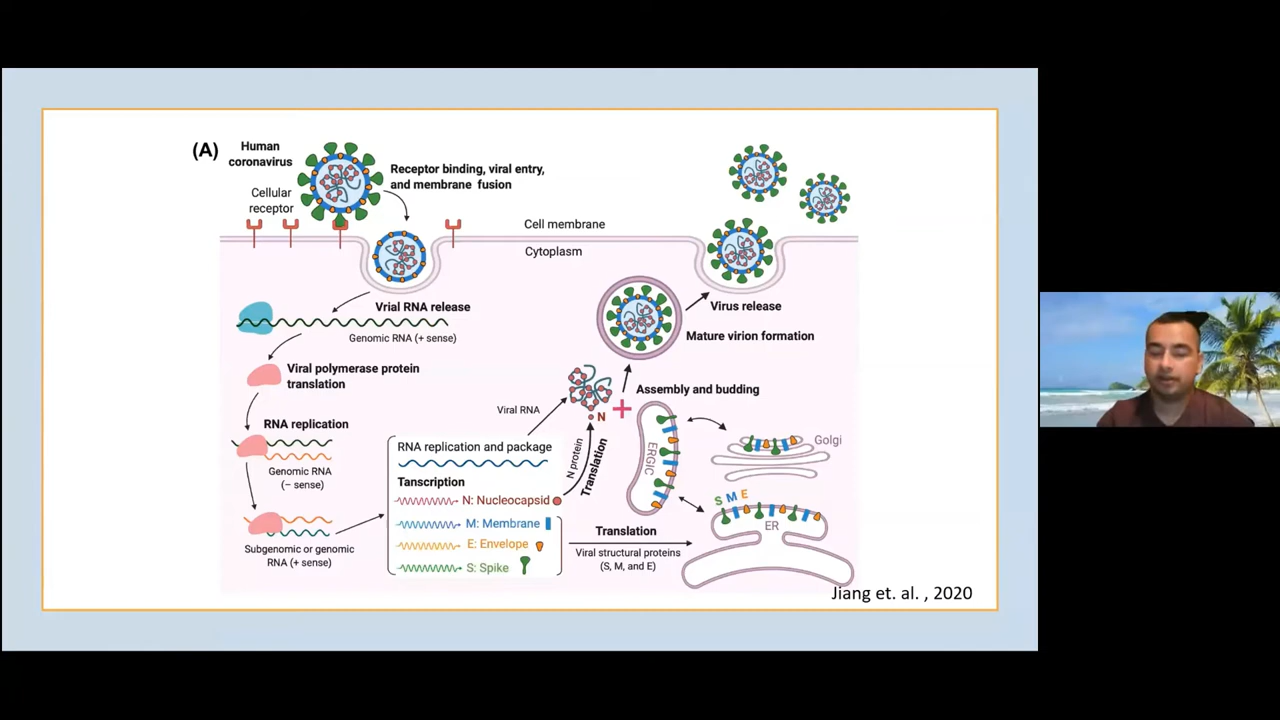 (A)
Human
coronavirus
Receptor binding, viral entry,
and membrane fusion
Cellular
receptor
Cell membrane
Cytoplasm
Vrial RNA release
Genomic RNA (+ sense)
Viral polymerase protein
translation
RNA replication
Genomic RNA
(− sense)
Subgenomic or genomic
RNA (+ sense)
RNA replication and package
Tanscription
N: Nucleocapsid
M: Membrane
E: Envelope
S: Spike
Viral RNA
N
N protein
Translation
Translation
Viral structural proteins
(S, M, and E)
+
Assembly and budding
Mature virion formation
Virus release
ERGIC
Golgi
S M E
ER
Jiang et. al. , 2020